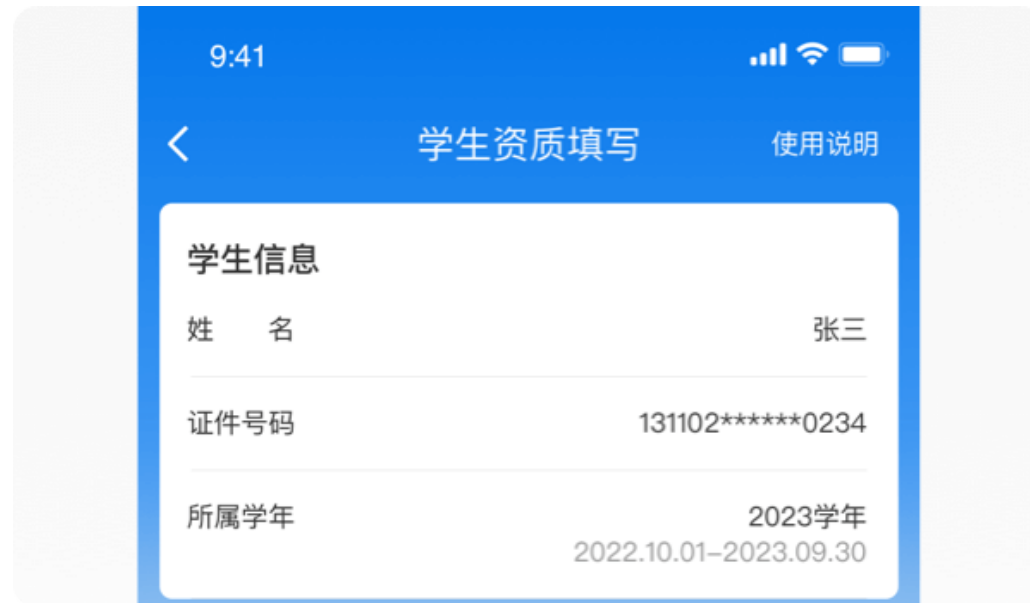 9:41
学生资质填写 使用说明
学生信息
姓 名 张三
证件号码 131102******0234
所属学年 2023学年
2022.10.01-2023.09.30